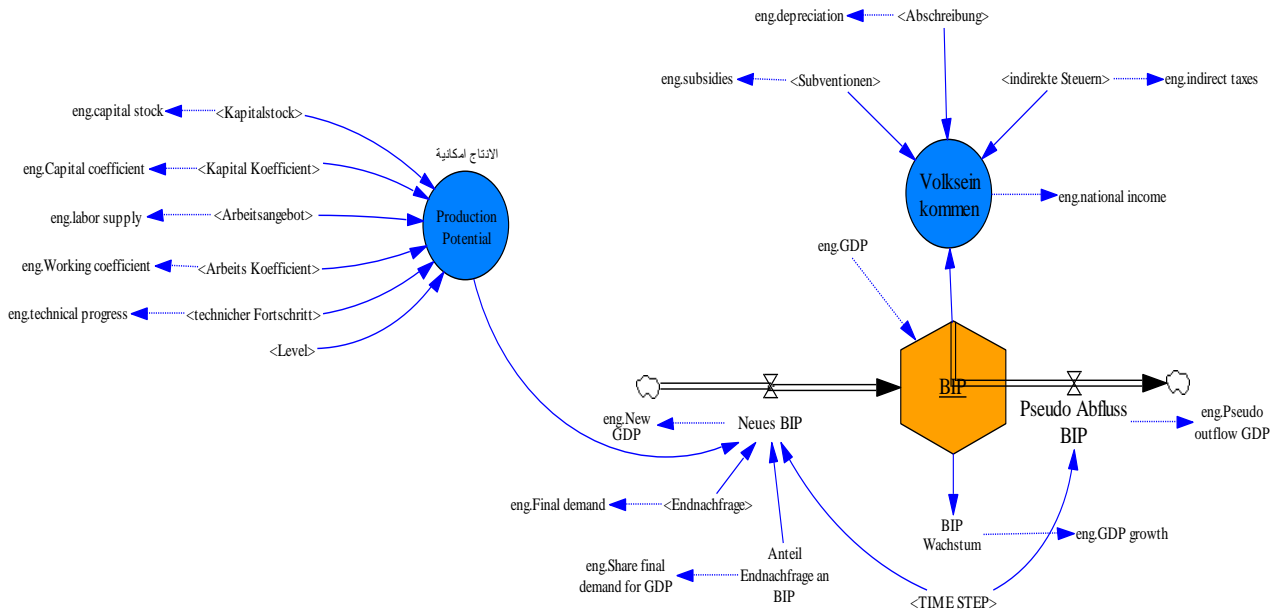 eng.depreciation
<Abschreibung>
eng.subsidies
<Subventionen>
<indirekte Steuern>
eng.indirect taxes
eng.capital stock
<Kapitalstock>
الانتاج امكانية
eng.Capital coefficient
<Kapital Koeffizient>
Volksein
kommen
eng.national income
eng.labor supply
<Arbeitsangebot>
Production
Potential
eng.GDP
eng.Working coefficient
<Arbeits Koefficient>
eng.technical progress
<technicher Fortschritt>
<Level>
BIP
eng.New
GDP
Neues BIP
Pseudo Abfluss
BIP
eng.Pseudo
outflow GDP
eng.Final demand
<Endnachfrage>
BIP
Wachstum
eng.GDP growth
eng.Share final
demand for GDP
Anteil
Endnachfrage an
BIP
<TIME STEP>